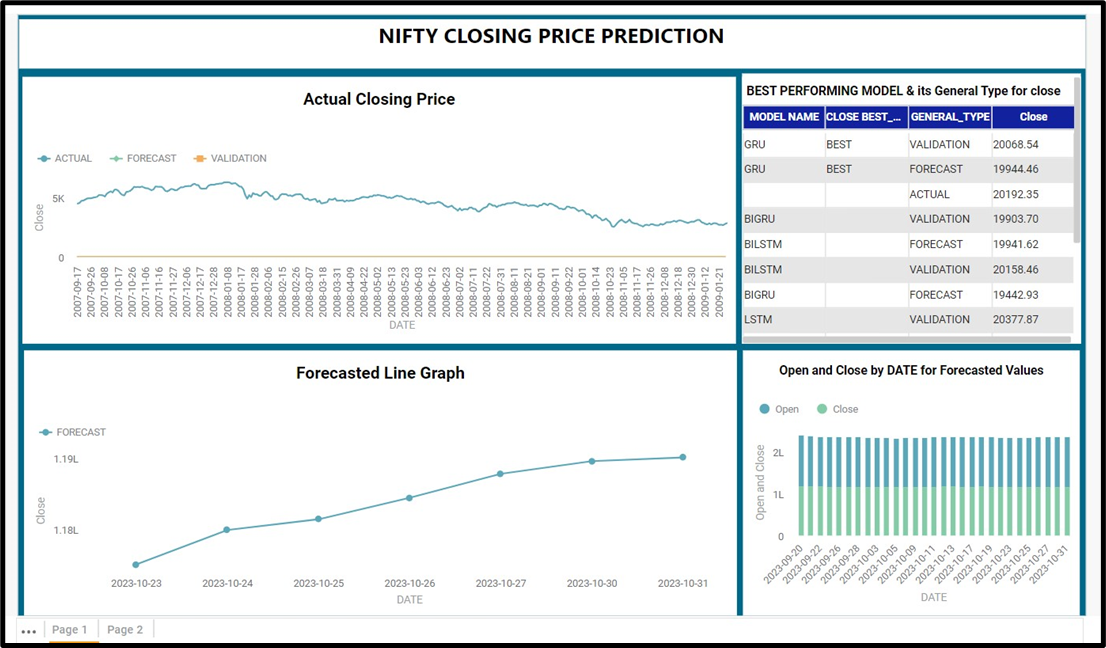 NIFTY CLOSING PRICE PREDICTION
Actual Closing Price
ACTUAL FORECAST VALIDATION
5K
0
Close
2007-09-17 2007-09-26 2007-10-08 2007-10-17 2007-10-26 2007-11-06 2007-11-16 2007-11-27 2007-12-06 2007-12-17 2007-12-27 2008-01-08 2008-01-17 2008-01-28 2008-02-06 2008-02-15 2008-02-26 2008-03-07 2008-03-18 2008-03-31 2008-04-09 2008-04-22 2008-05-02 2008-05-13 2008-05-23 2008-06-03 2008-06-12 2008-06-23 2008-07-02 2008-07-11 2008-07-22 2008-07-31 2008-08-11 2008-08-21 2008-09-01 2008-09-11 2008-09-22 2008-10-01 2008-10-14 2008-10-23 2008-11-05 2008-11-17 2008-11-26 2008-12-08 2008-12-18 2008-12-30 2009-01-12 2009-01-21
DATE
BEST PERFORMING MODEL & its General Type for close
MODEL NAME CLOSE BEST_... GENERAL_TYPE Close
GRU BEST VALIDATION 20068.54
GRU BEST FORECAST 19944.46
ACTUAL 20192.35
BIGRU VALIDATION 19903.70
BILSTM FORECAST 19941.62
BILSTM VALIDATION 20158.46
BIGRU FORECAST 19442.93
LSTM VALIDATION 20377.87
Forecasted Line Graph
FORECAST
1.19L
1.18L
Close
2023-10-23 2023-10-24 2023-10-25 2023-10-26 2023-10-27 2023-10-30 2023-10-31
DATE
Open and Close by DATE for Forecasted Values
Open Close
2L
1L
0
Open and Close
2023-09-20 2023-09-22 2023-09-26 2023-09-28 2023-10-03 2023-10-05 2023-10-09 2023-10-11 2023-10-13 2023-10-17 2023-10-19 2023-10-23 2023-10-25 2023-10-27 2023-10-31
DATE
Page 1 Page 2